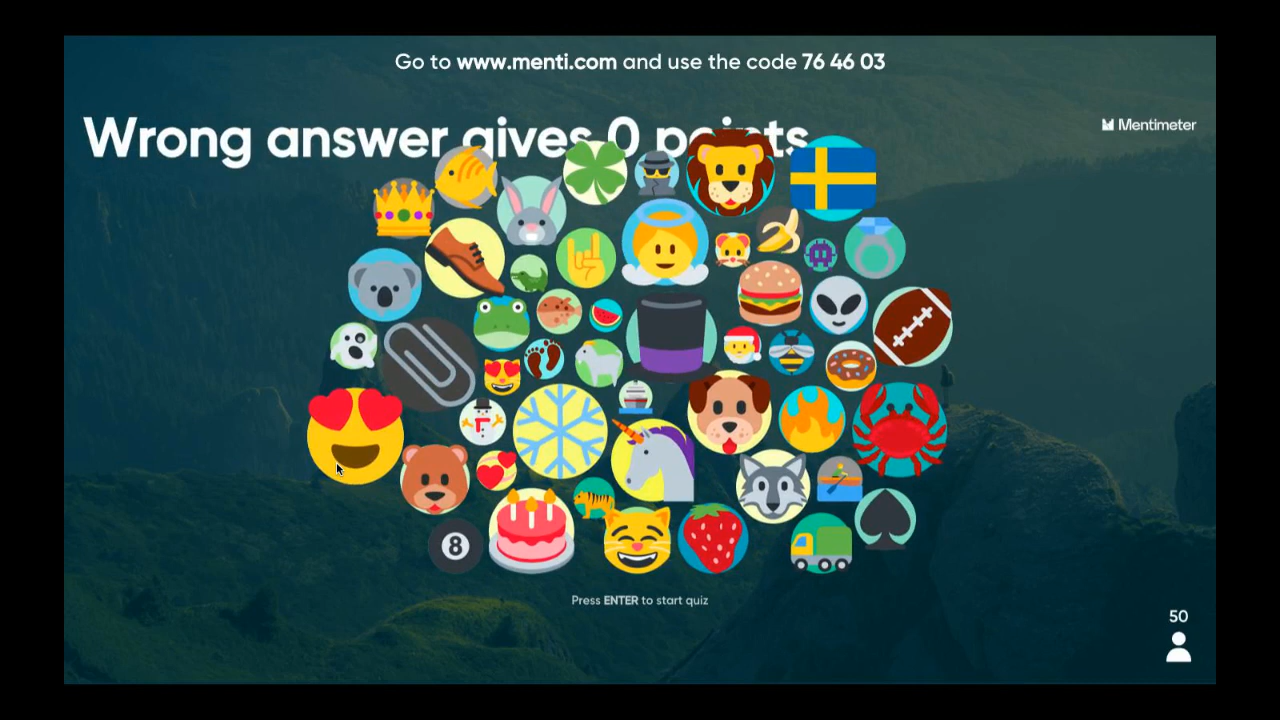 Go to www.menti.com and use the code 76 46 03
Wrong answer gives 0 points
Mentimeter
8
Press ENTER to start quiz
50